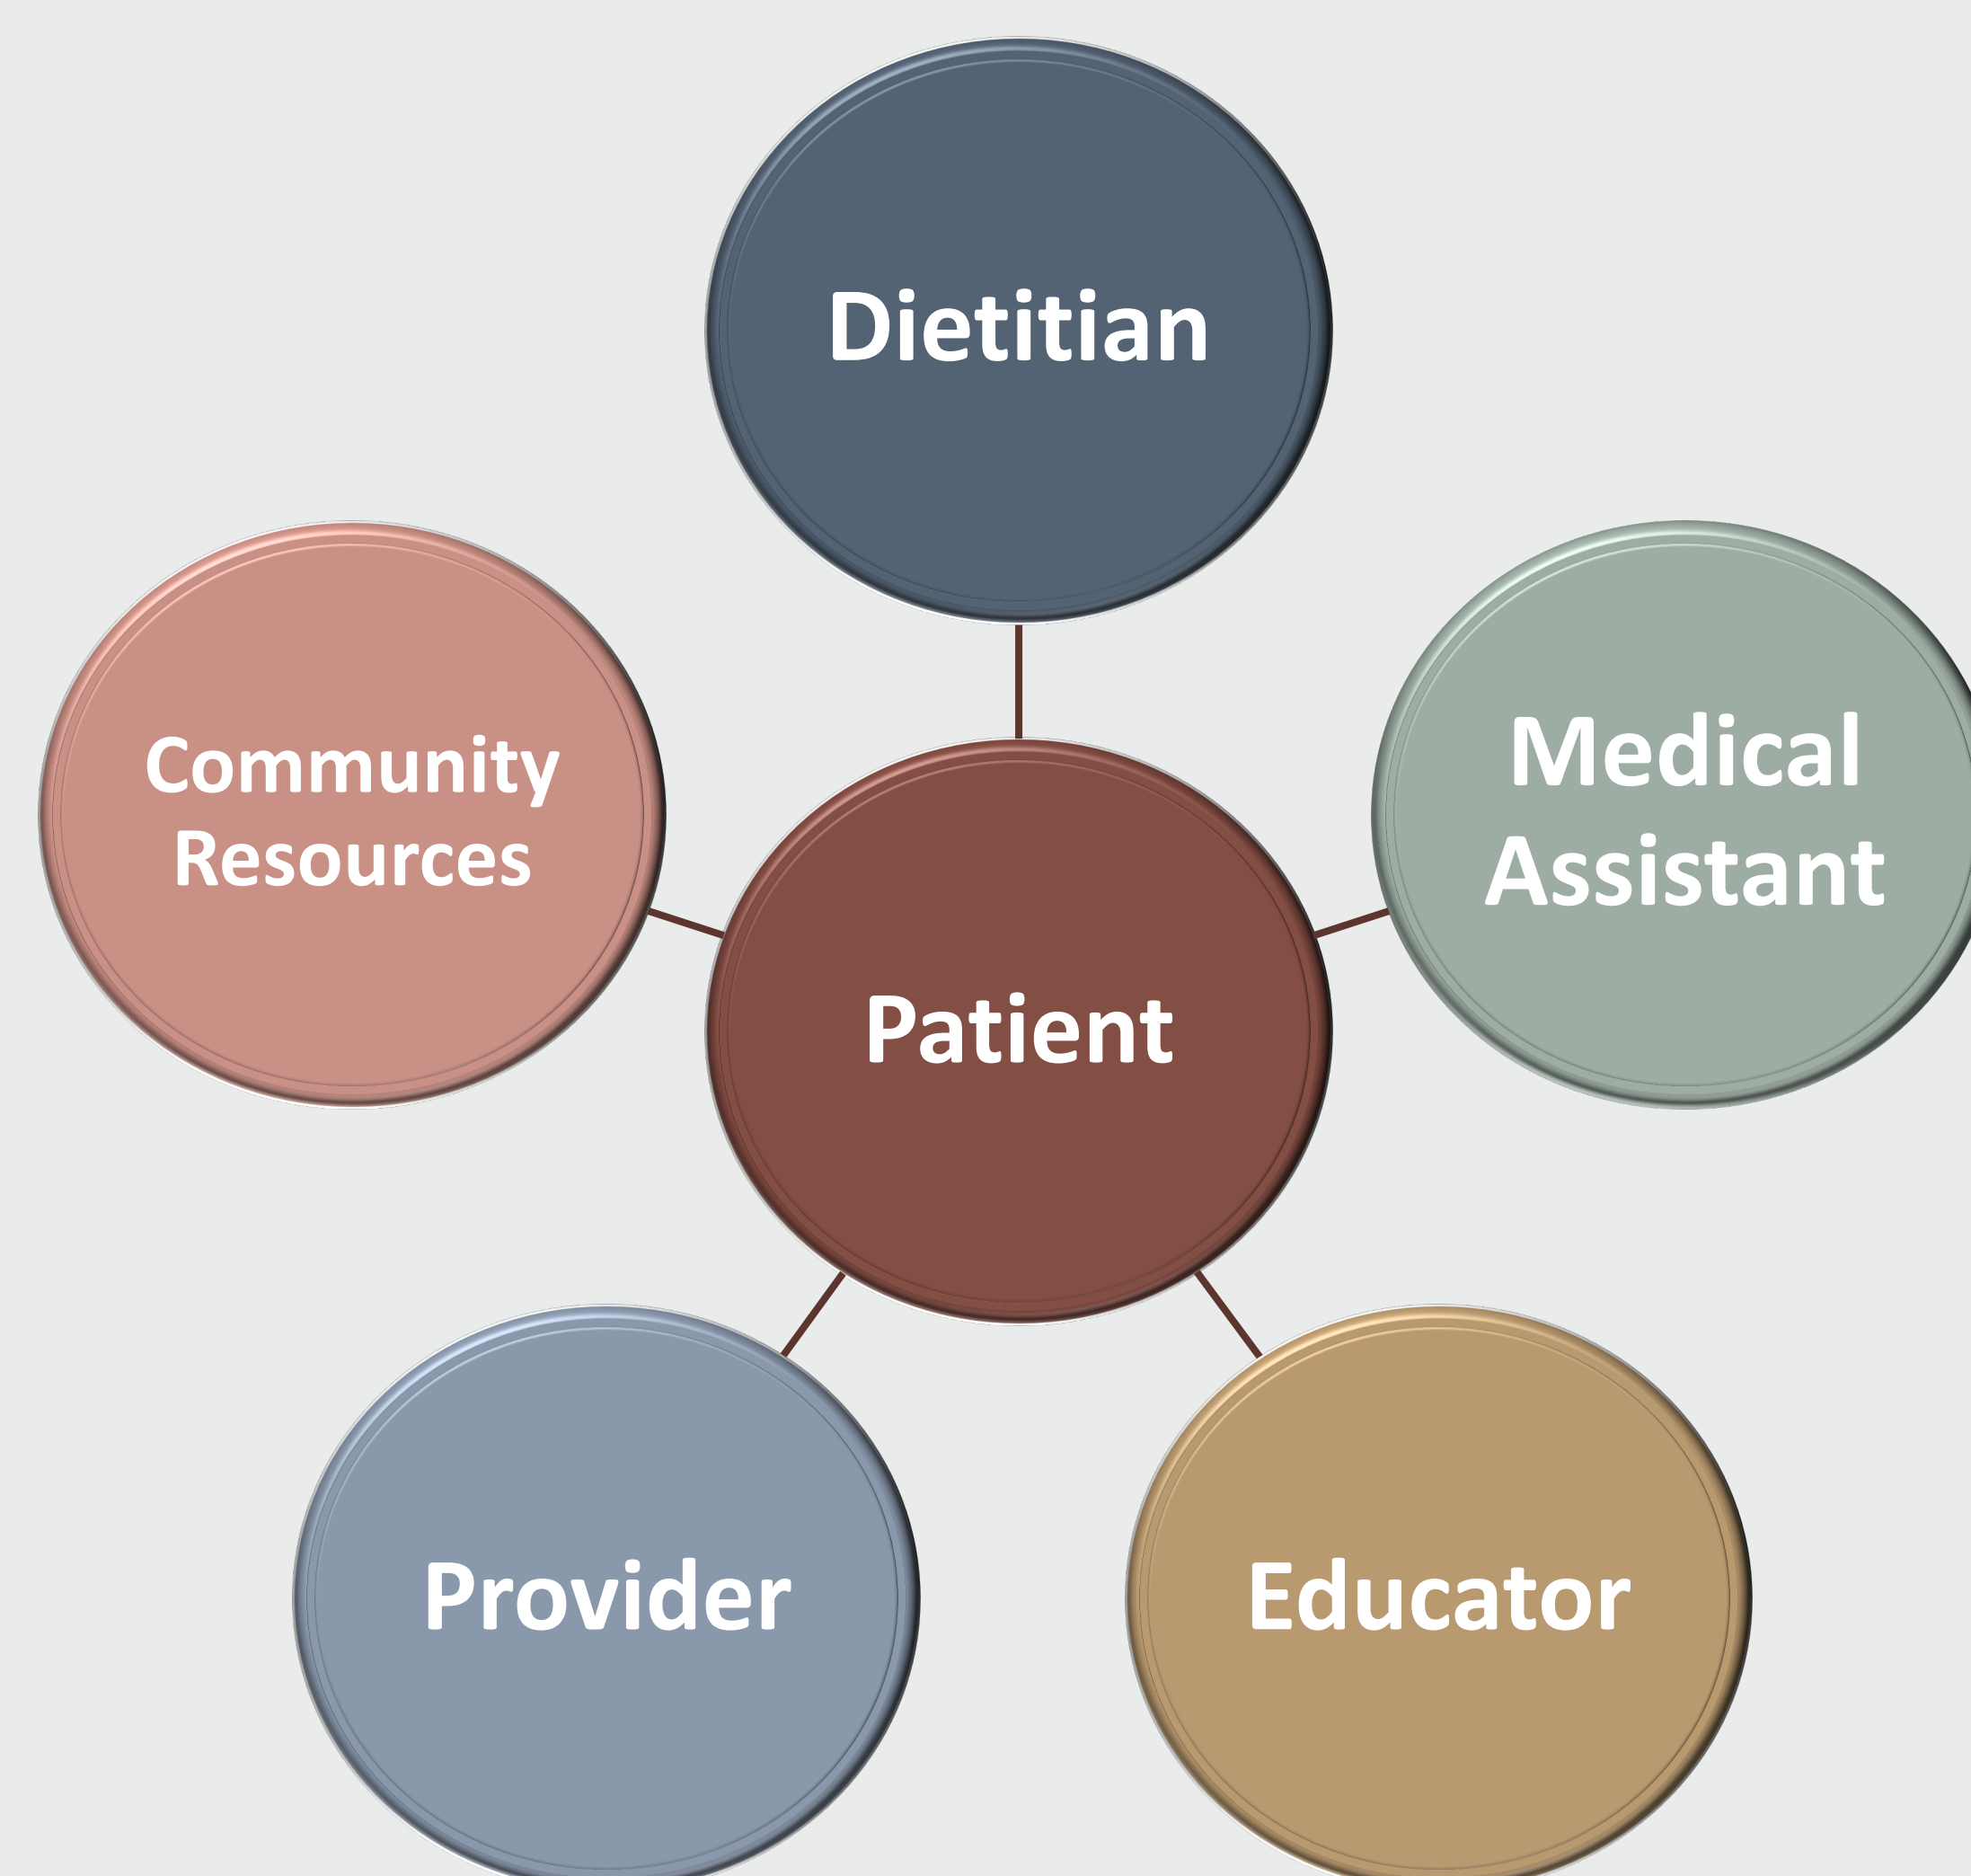 Dietitian
Community
Resources
Medical
Assistant
Patient
Provider
Educator